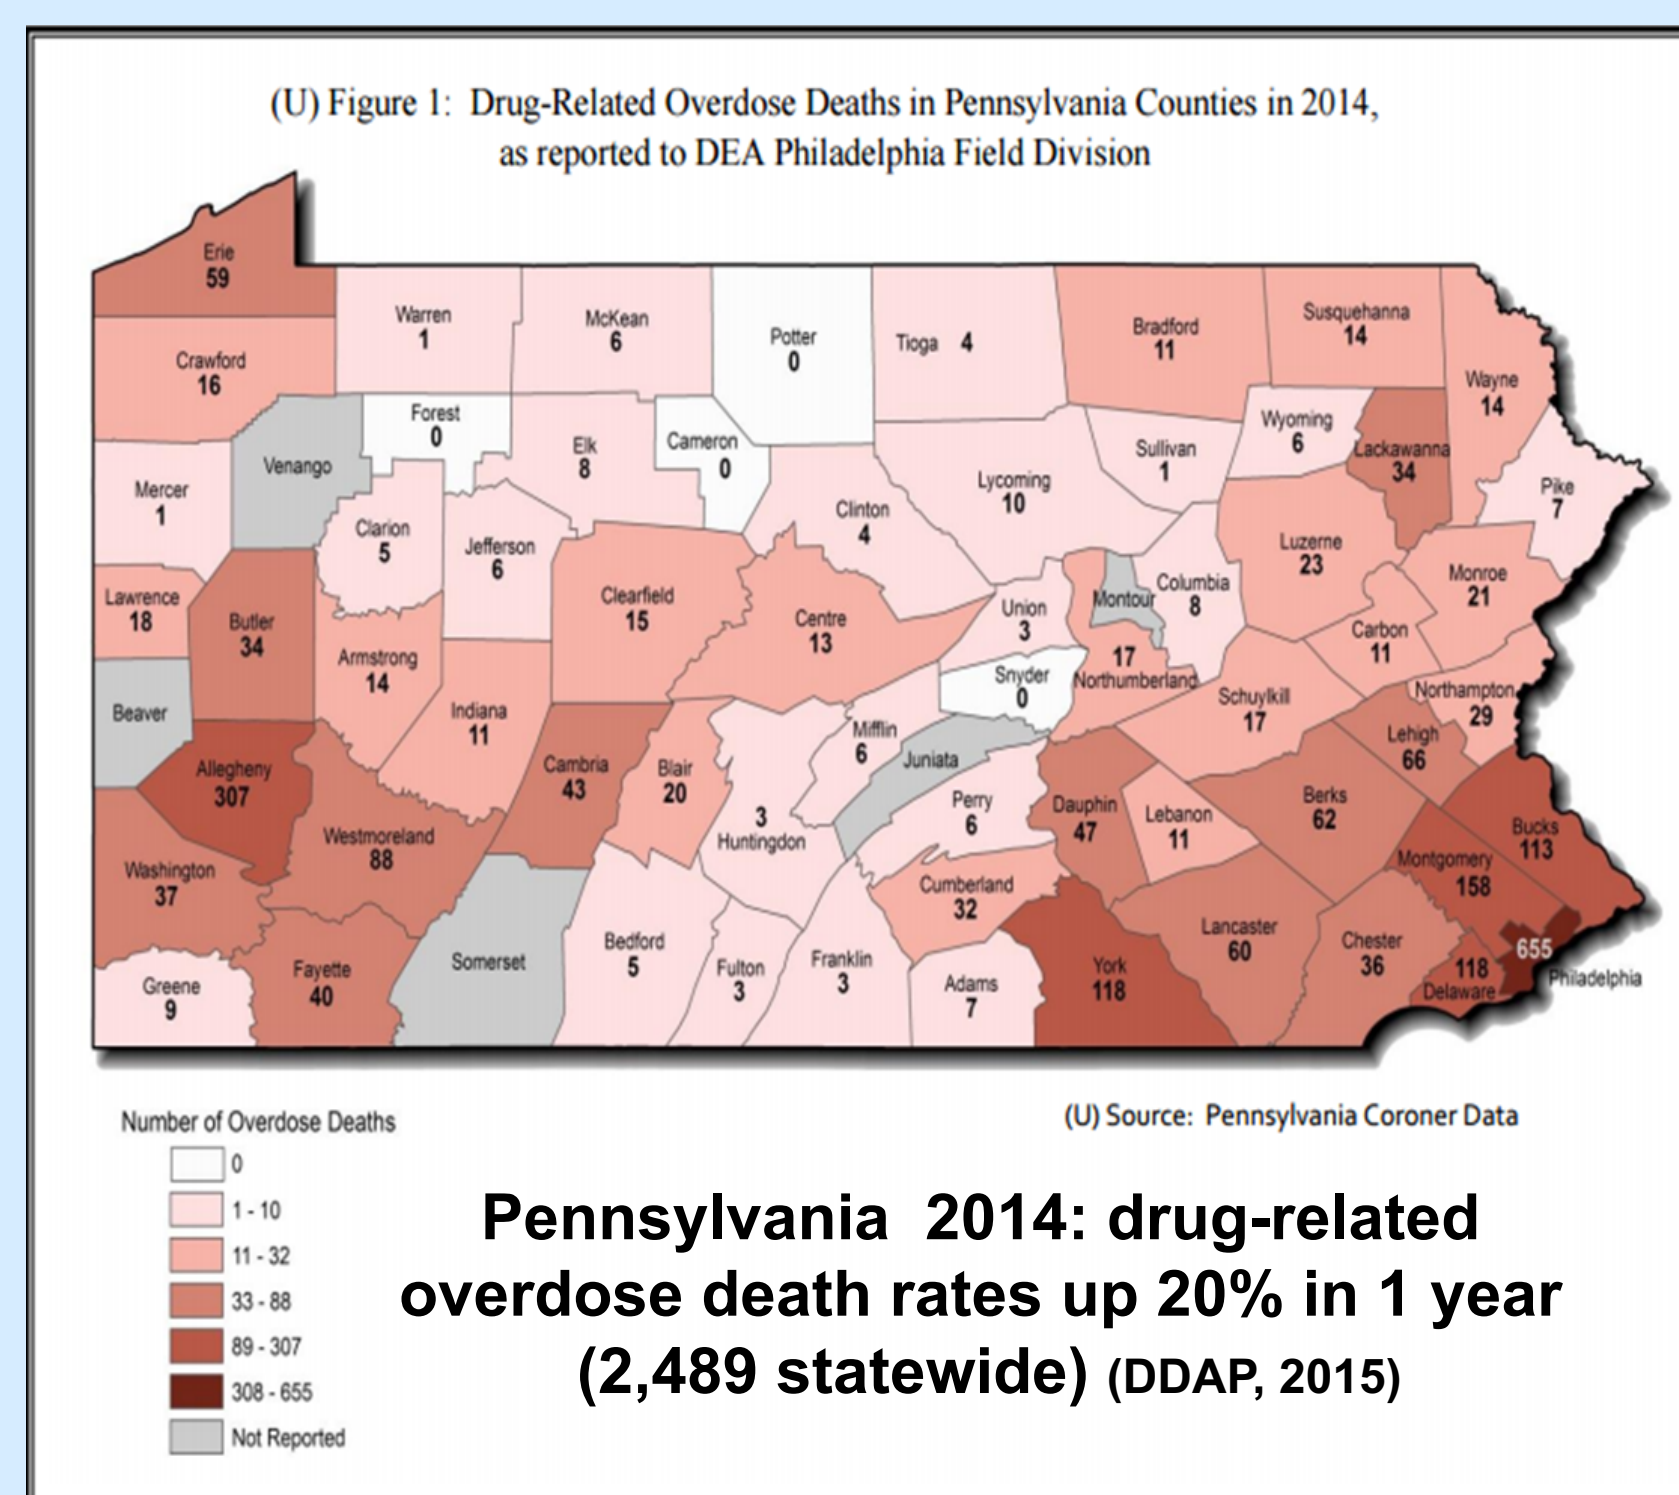 (U) Figure 1: Drug-Related Overdose Deaths in Pennsylvania Counties in 2014,
as reported to DEA Philadelphia Field Division
Erie
59
Warren
1
McKean
6
Potter
0
Tioga 4
Bradford
11
Susquehanna
14
Wayne
14
Crawford
16
Forest
0
Elk
8
Cameron
0
Wyoming
6
Lackawanna
34
Mercer
1
Venango
Clarion
5
Jefferson
6
Clinton
4
Lycoming
10
Sullivan
1
Pike
7
Luzerne
23
Monroe
21
Lawrence
18
Butler
34
Armstrong
14
Clearfield
15
Centre
13
Union
3
Montour
Columbia
8
Carbon
11
Beaver
Indiana
11
Snyder
0
17
Northumberland
Schuylkill
17
Northampton
29
Lehigh
66
Allegheny
307
Westmoreland
88
Cambria
43
Blair
20
3
Huntingdon
Mifflin
6
Juniata
Perry
6
Dauphin
47
Lebanon
11
Berks
62
Bucks
113
Montgomery
158
Washington
37
Cumberland
32
Greene
9
Fayette
40
Somerset
Bedford
5
Fulton
3
Franklin
3
Adams
7
York
118
Lancaster
60
Chester
36
118
Delaware
655
Philadelphia
(U) Source: Pennsylvania Coroner Data
Number of Overdose Deaths
0
1 - 10
11 - 32
33 - 88
89 - 307
308 - 655
Not Reported
Pennsylvania 2014: drug-related
overdose death rates up 20% in 1 year
(2,489 statewide) (DDAP, 2015)